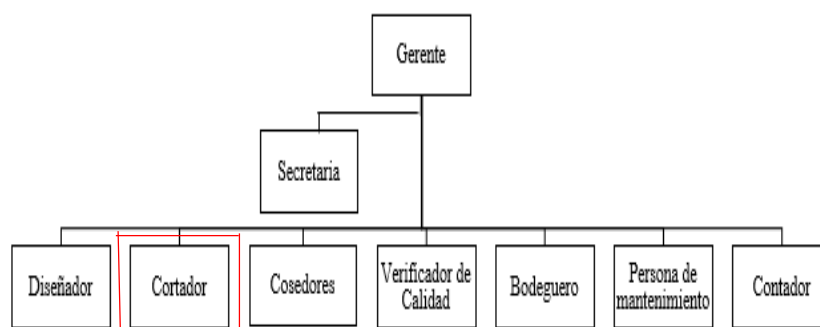 Gerente
Secretaria
Diseñador
Cortador
Cosedores
Verificador de
Calidad
Bodeguero
Persona de
mantenimiento
Contador